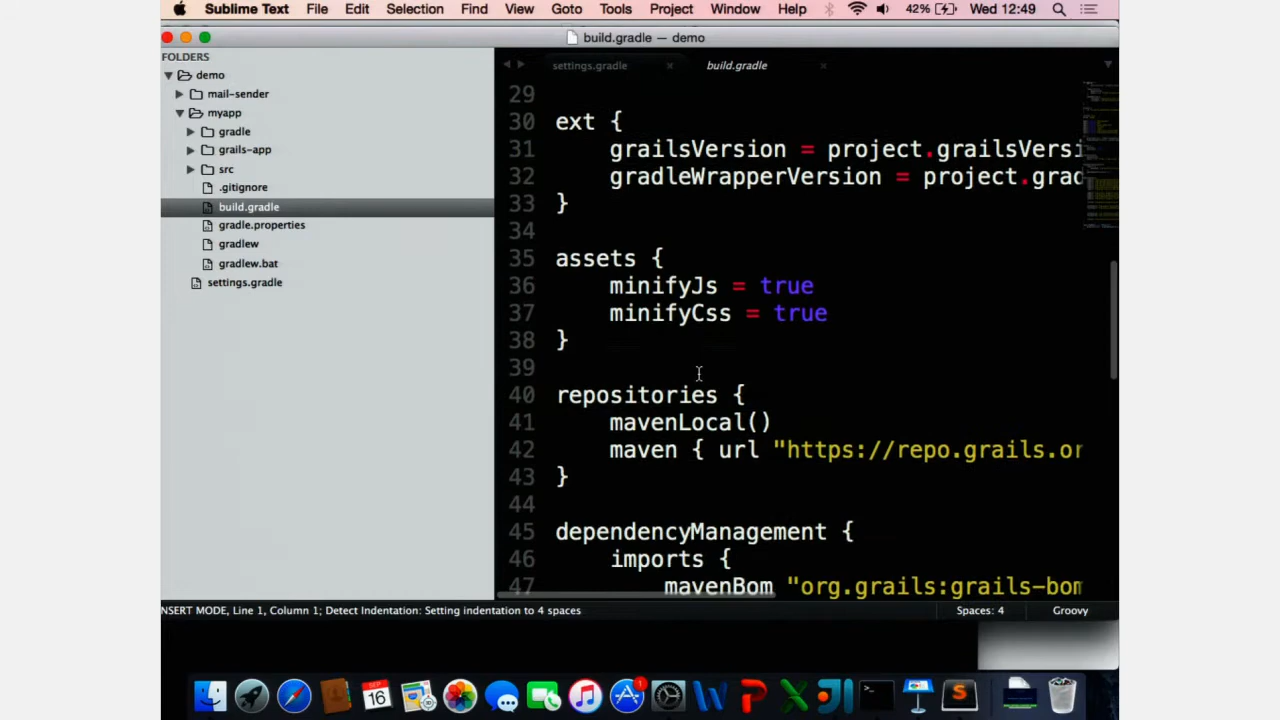 Sublime Text File Edit Selection Find View Goto Tools Project Window Help 42% Wed 12:49
build.gradle — demo
FOLDERS
demo
mail-sender
myapp
gradle
grails-app
src
.gitignore
build.gradle
gradle.properties
gradlew
gradlew.bat
settings.gradle
settings.gradle build.gradle
29
30 ext {
31 grailsVersion = project.grailsVersi
32 gradleWrapperVersion = project.grad
33 }
34
35 assets {
36 minifyJs = true
37 minifyCss = true
38 }
39
40 repositories {
41 mavenLocal()
42 maven { url "https://repo.grails.or
43 }
44
45 dependencyManagement {
46 imports {
47 mavenBom "org.grails:grails-bom
NSERT MODE, Line 1, Column 1; Detect Indentation: Setting indentation to 4 spaces Spaces: 4 Groovy
SEP
16
1